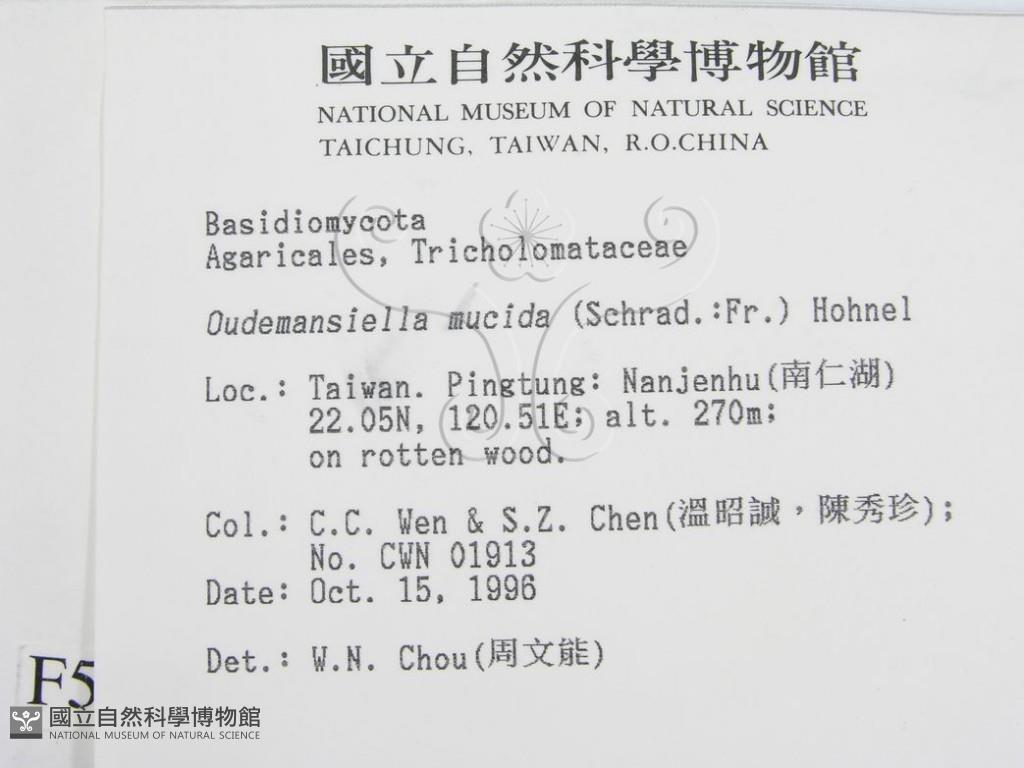 國立自然科學博物館
NATIONAL MUSEUM OF NATURAL SCIENCE
TAICHUNG, TAIWAN, R.O.CHINA
Basidiomycota
Agaricales, Tricholomataceae
Oudemansiella mucida (Schrad.:Fr.) Hohnel
Loc.: Taiwan. Pingtung: Nanjenhu(南仁湖)
22.05N, 120.51E; alt. 270m;
on rotten wood.
Col.: C.C. Wen & S.Z. Chen(溫昭誠，陳秀珍);
No. CWN 01913
Date: Oct. 15, 1996
Det.: W.N. Chou(周文能)
F5
國立自然科學博物館
NATIONAL MUSEUM OF NATURAL SCIENCE